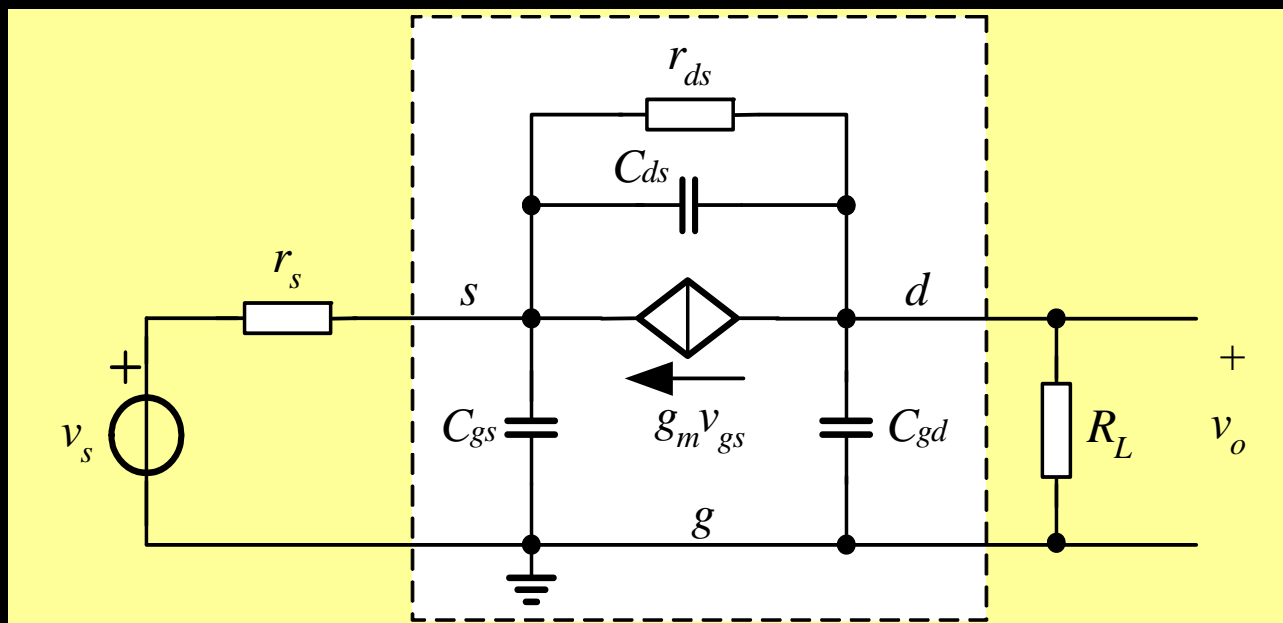 r_ds
C_ds
r_s
s
d
+
+
v_s
C_gs
g_m v_gs
C_gd
R_L
v_o
g